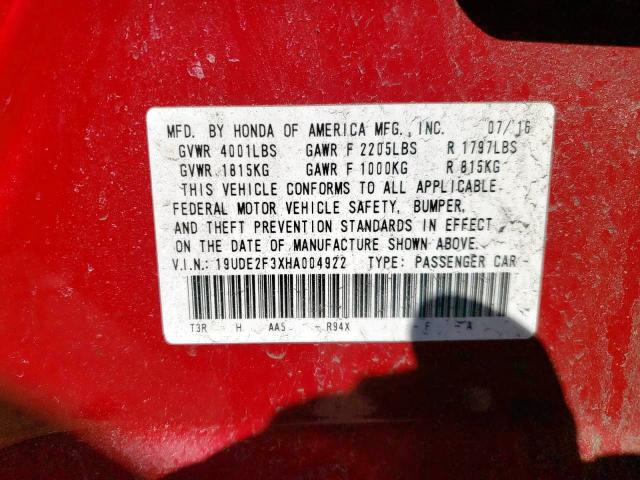 MFD. BY HONDA OF AMERICA MFG., INC. 07/16
GVWR 4001LBS GAWR F 2205LBS R 1797LBS
GVWR 1815KG GAWR F 1000KG R 815KG
THIS VEHICLE CONFORMS TO ALL APPLICABLE
FEDERAL MOTOR VEHICLE SAFETY, BUMPER,
AND THEFT PREVENTION STANDARDS IN EFFECT
ON THE DATE OF MANUFACTURE SHOWN ABOVE.
V.I.N.: 19UDE2F3XHA004922 TYPE: PASSENGER CAR
T3R H AA5 - R94X - E - A